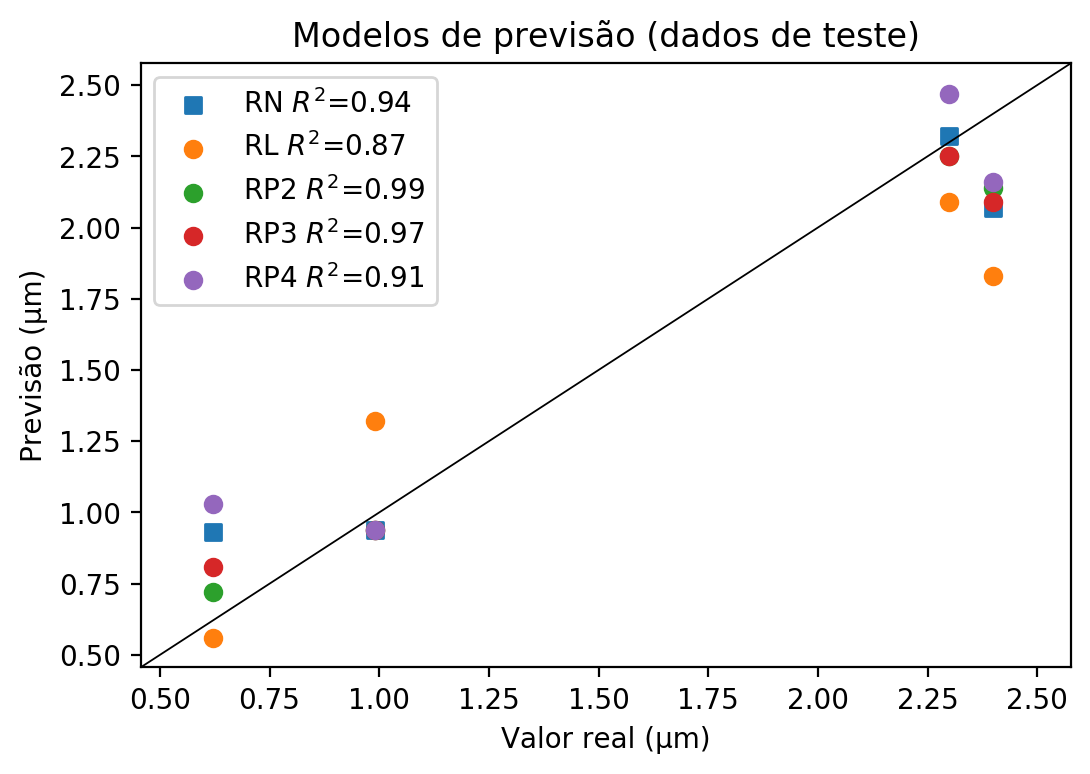 Modelos de previsão (dados de teste)
RN R²=0.94
RL R²=0.87
RP2 R²=0.99
RP3 R²=0.97
RP4 R²=0.91
Previsão (μm)
2.50
2.25
2.00
1.75
1.50
1.25
1.00
0.75
0.50
0.50 0.75 1.00 1.25 1.50 1.75 2.00 2.25 2.50
Valor real (μm)